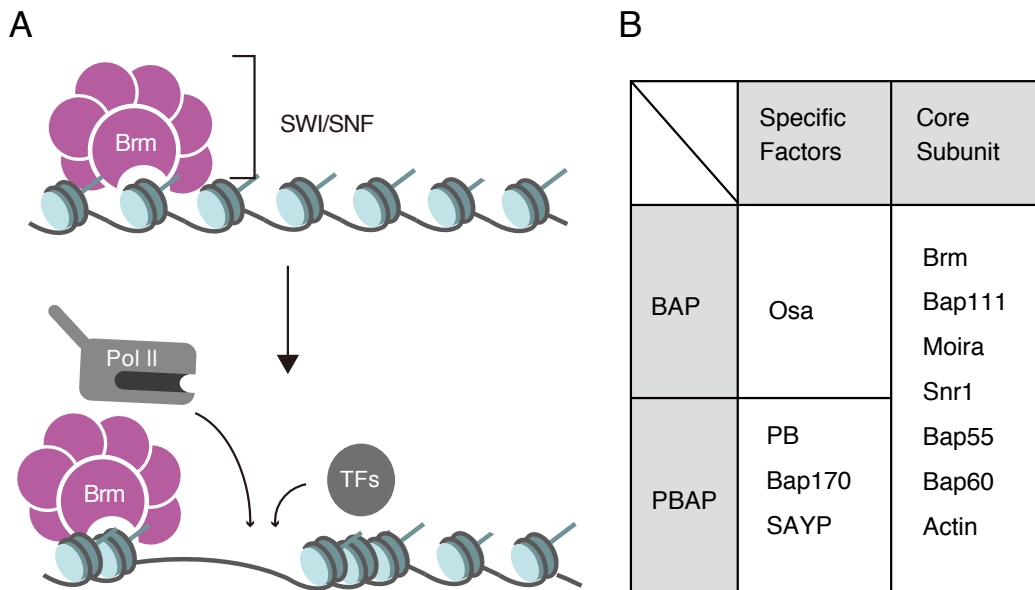 A
Brm
SWI/SNF
Pol II
Brm
TFs
B
Specific
Factors
Core
Subunit
BAP
Osa
PBAP
PB
Bap170
SAYP
Brm
Bap111
Moira
Snr1
Bap55
Bap60
Actin